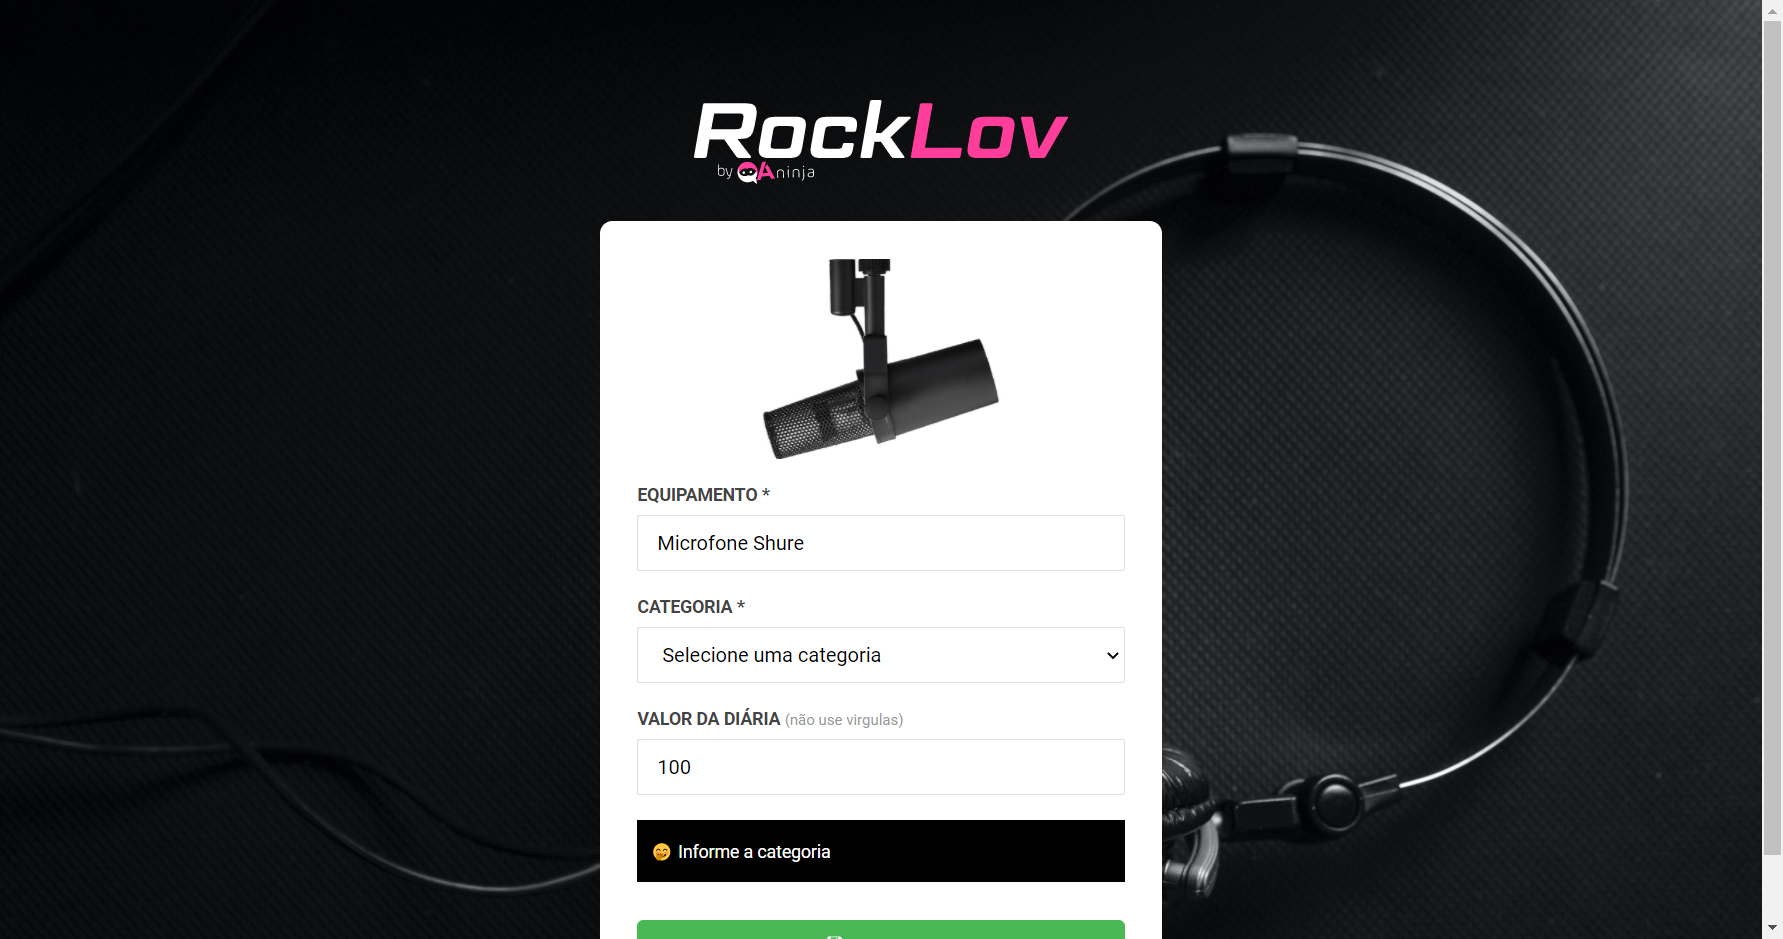 RockLov
by QAninja
EQUIPAMENTO *
Microfone Shure
CATEGORIA *
Selecione uma categoria
VALOR DA DIÁRIA (não use virgulas)
100
🤭 Informe a categoria